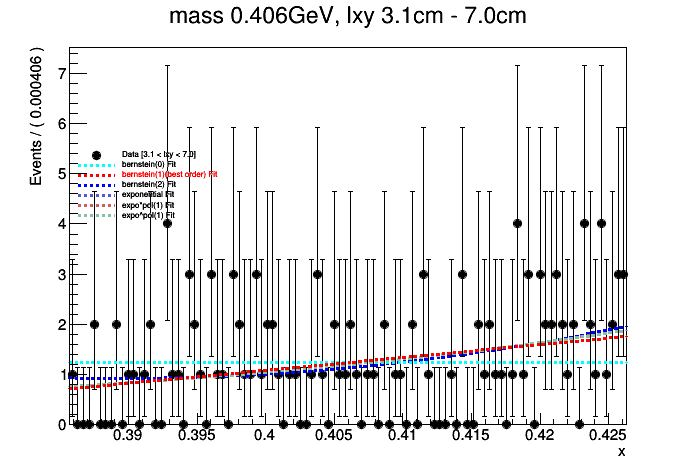 mass 0.406GeV, lxy 3.1cm - 7.0cm
Events / ( 0.000406 )
7
6
5
4
3
2
1
0
Data [3.1 < lxy < 7.0]
bernstein(0) Fit
bernstein(1)(best order) Fit
bernstein(2) Fit
exponential Fit
expo*pol(1) Fit
expo*pol(1) Fit
0.39 0.395 0.4 0.405 0.41 0.415 0.42 0.425
x